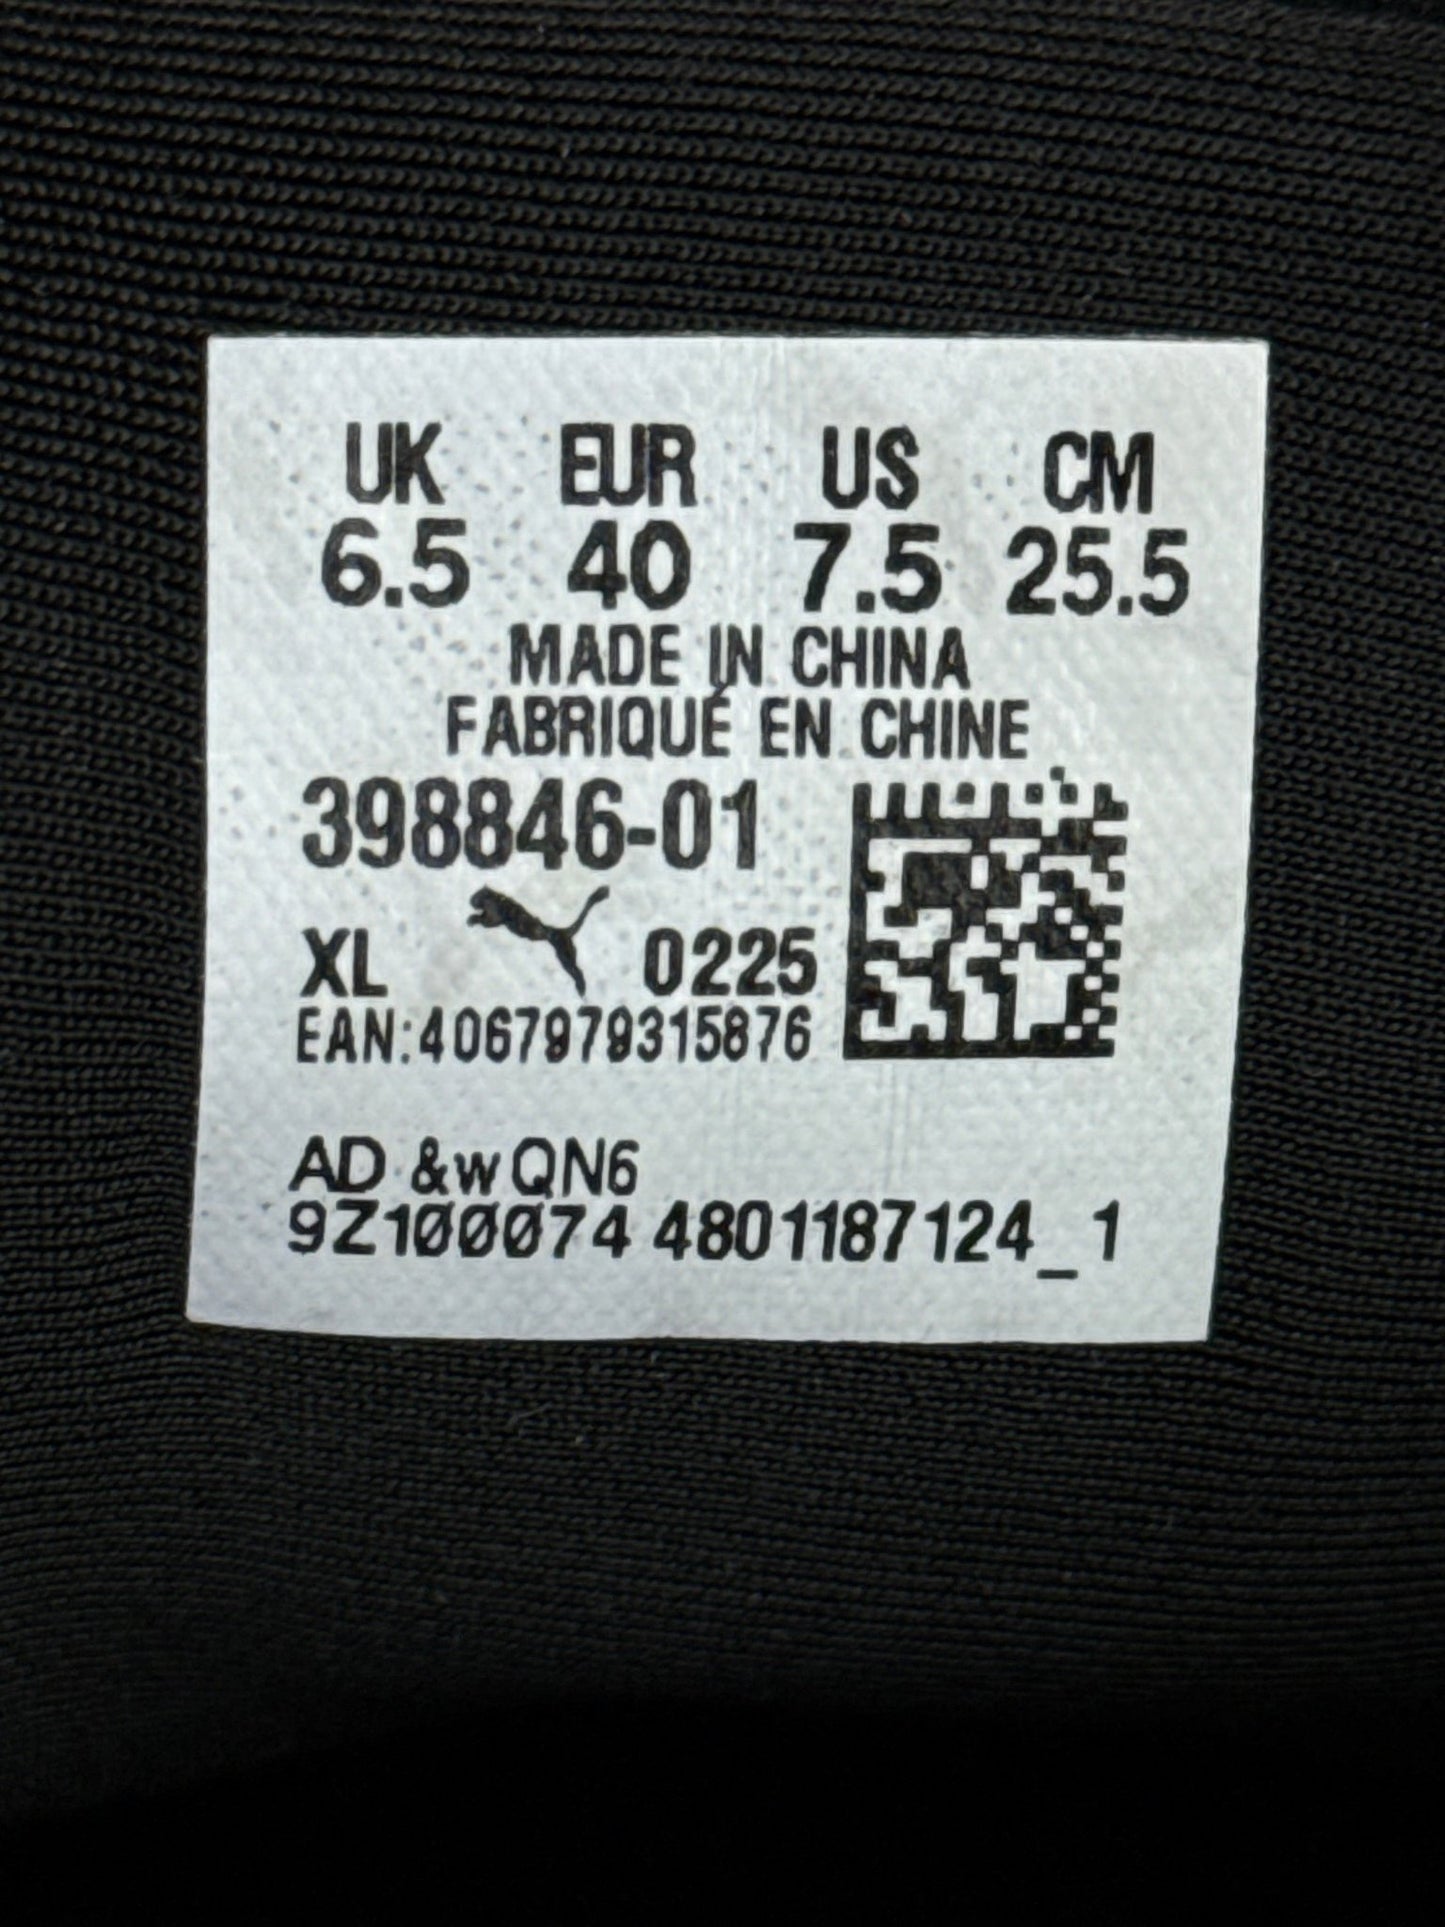 UK EUR US CM
6.5 40 7.5 25.5
MADE IN CHINA
FABRIQUÉ EN CHINE
398846-01
XL 0225
EAN:4067979315876
AD &wQN6
9Z100074 4801187124_1